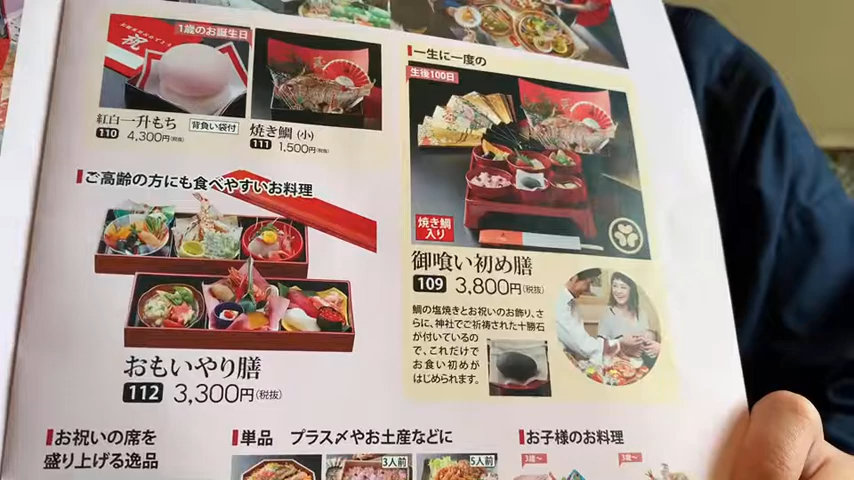 1歳のお誕生日
祝
紅白一升もち
背負い袋付
110 4,300円(税抜)
焼き鯛(小)
111 1,500円(税抜)
ご高齢の方にも食べやすいお料理
おもいやり膳
112 3,300円(税抜)
一生に一度の
生後100日
焼き鯛
入り
御喰い初め膳
109 3,800円(税抜)
鯛の塩焼きとお祝いのお飾り、さ
らに、神社でご祈祷された十勝石
が付いているの
で、これだけで
お食い初めが
はじめられます。
お祝いの席を
盛り上げる逸品
単品 プラスメやお土産などに
3人前
5人前
お子様のお料理
3歳〜
3歳〜